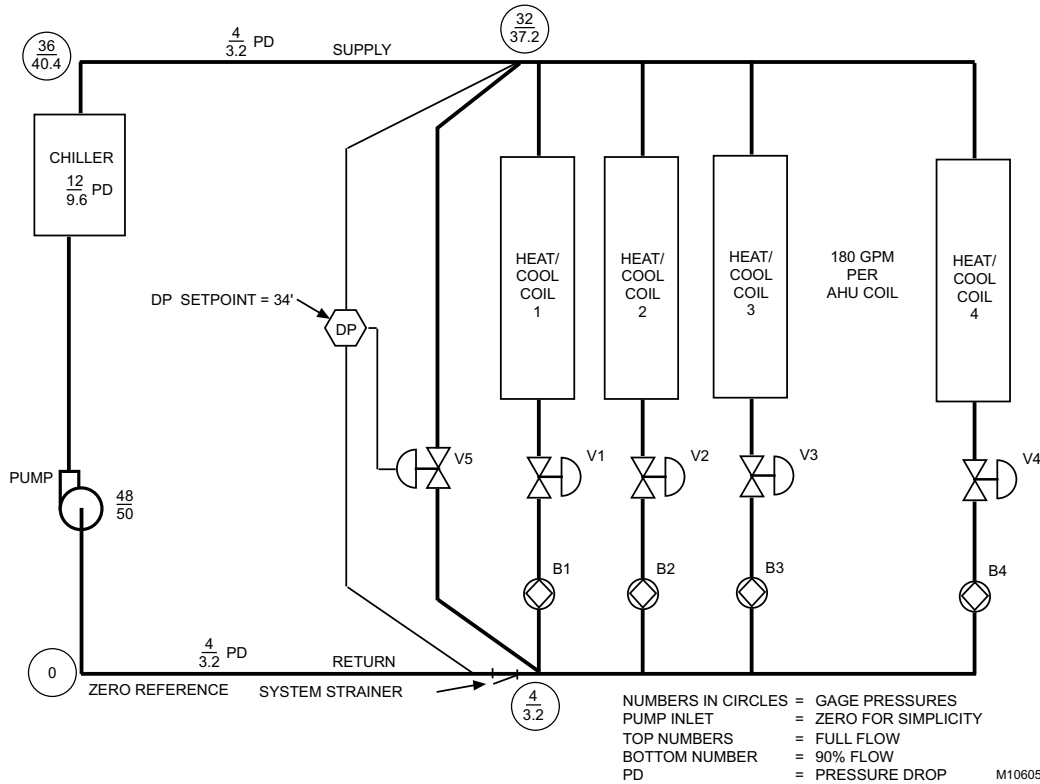 36
40.4
4
3.2 PD
SUPPLY
32
37.2
CHILLER
12
9.6 PD
DP SETPOINT = 34'
DP
HEAT/
COOL
COIL
1
HEAT/
COOL
COIL
2
HEAT/
COOL
COIL
3
180 GPM
PER
AHU COIL
HEAT/
COOL
COIL
4
V5
V1
V2
V3
V4
PUMP
48
50
B1
B2
B3
B4
4
3.2 PD
RETURN
0
ZERO REFERENCE
SYSTEM STRAINER
4
3.2
NUMBERS IN CIRCLES = GAGE PRESSURES
PUMP INLET = ZERO FOR SIMPLICITY
TOP NUMBERS = FULL FLOW
BOTTOM NUMBER = 90% FLOW
PD = PRESSURE DROP
M10605